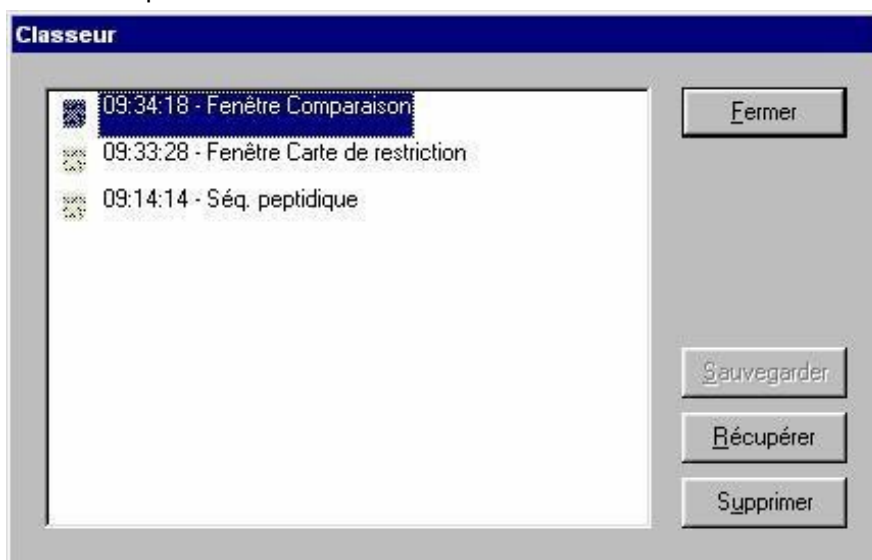 Classeur
09:34:18 - Fenêtre Comparaison
09:33:28 - Fenêtre Carte de restriction
09:14:14 - Séq. peptidique
Fermer
Sauvegarder
Récupérer
Supprimer